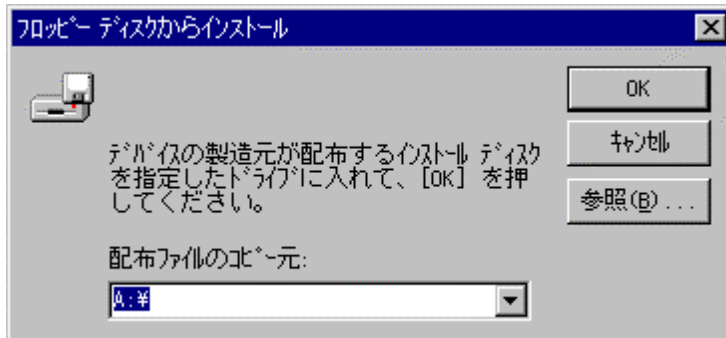 フロッピー ディスクからインストール
OK
デバイスの製造元が配布するインストール ディスク
を指定したドライブに入れて、[OK] を押
してください。
キャンセル
参照(B)...
配布ファイルのコピー元:
A:¥